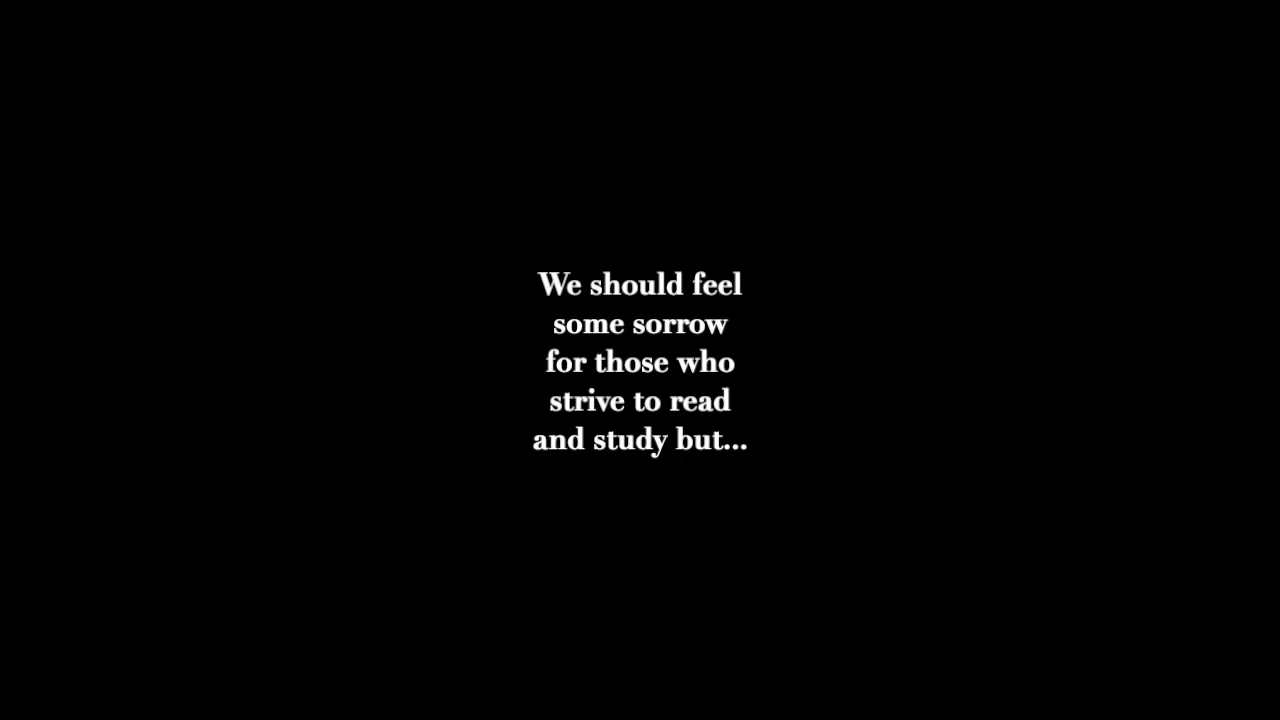 We should feel
some sorrow
for those who
strive to read
and study but...